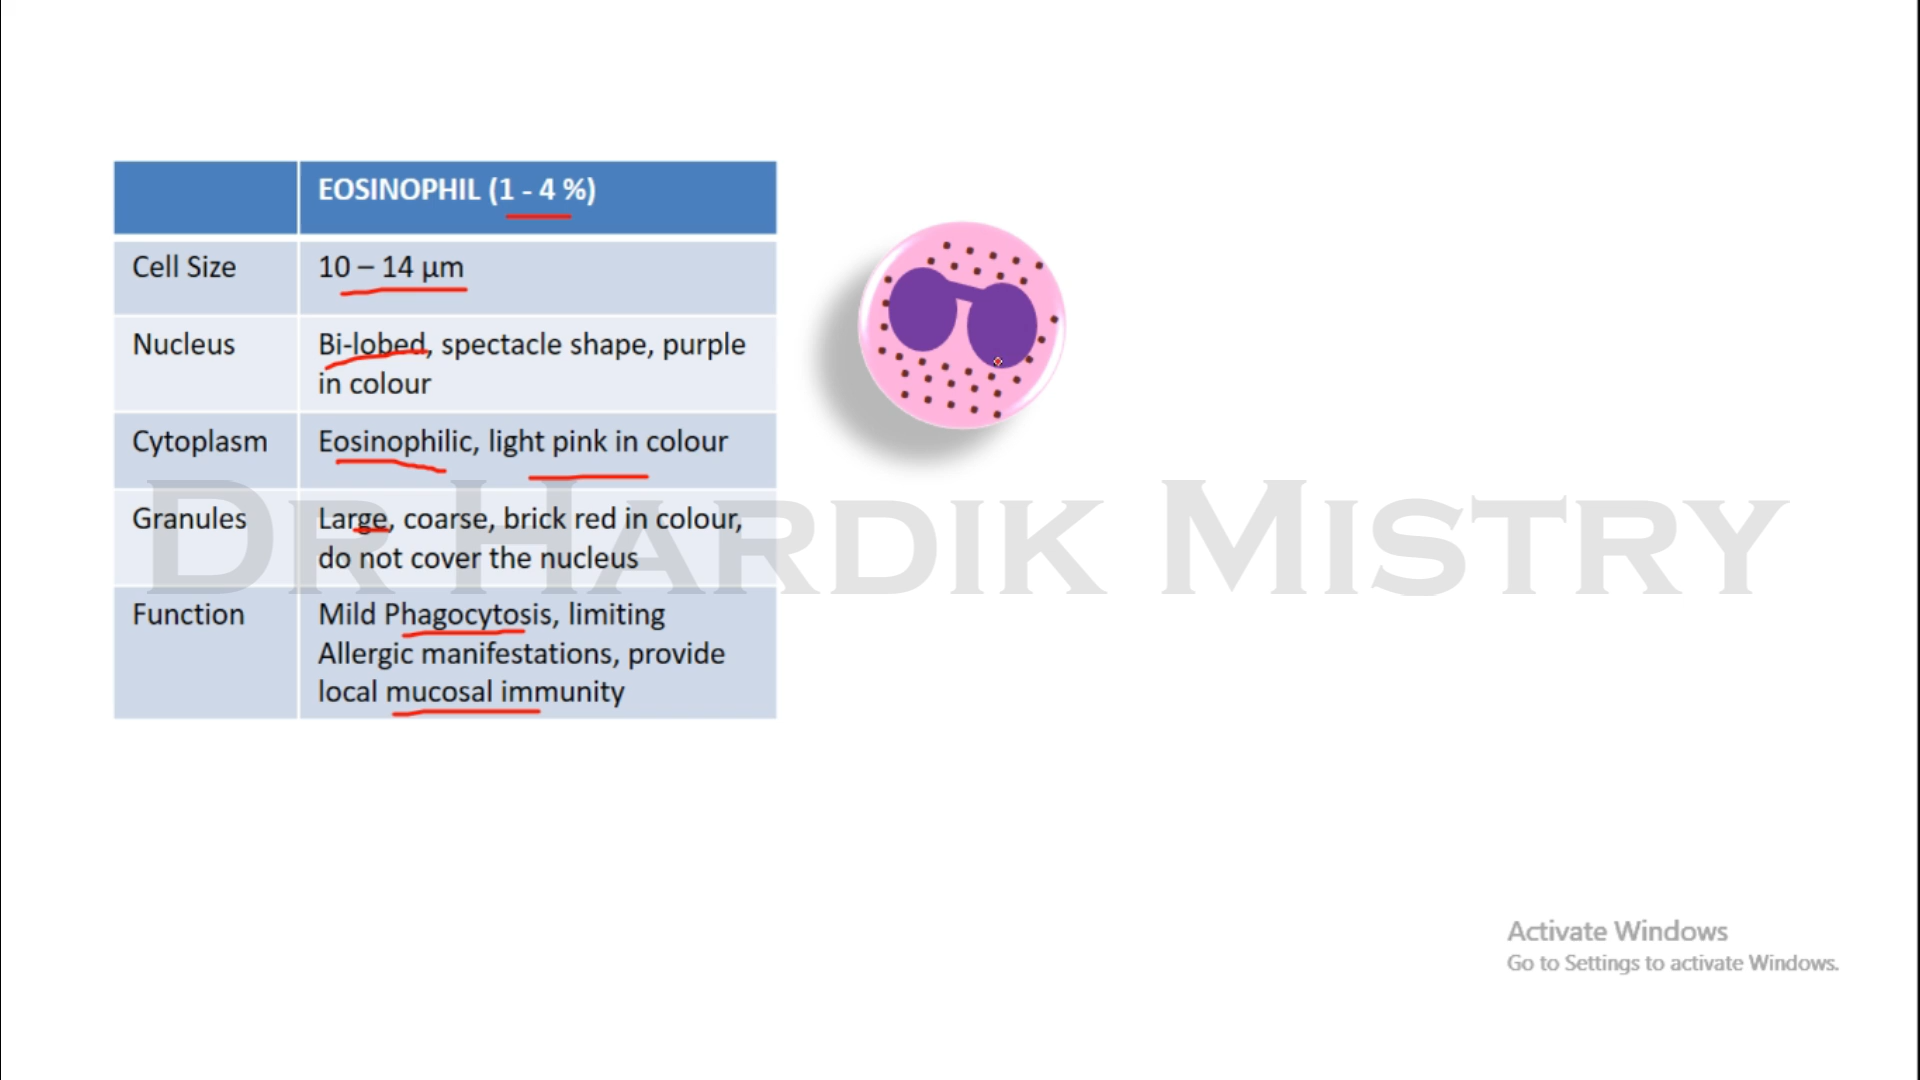 EOSINOPHIL (1 - 4 %)
Cell Size
10 – 14 µm
Nucleus
Bi-lobed, spectacle shape, purple
in colour
Cytoplasm
Eosinophilic, light pink in colour
Granules
Large, coarse, brick red in colour,
do not cover the nucleus
Function
Mild Phagocytosis, limiting
Allergic manifestations, provide
local mucosal immunity
DR HARDIK MISTRY
Activate Windows
Go to Settings to activate Windows.